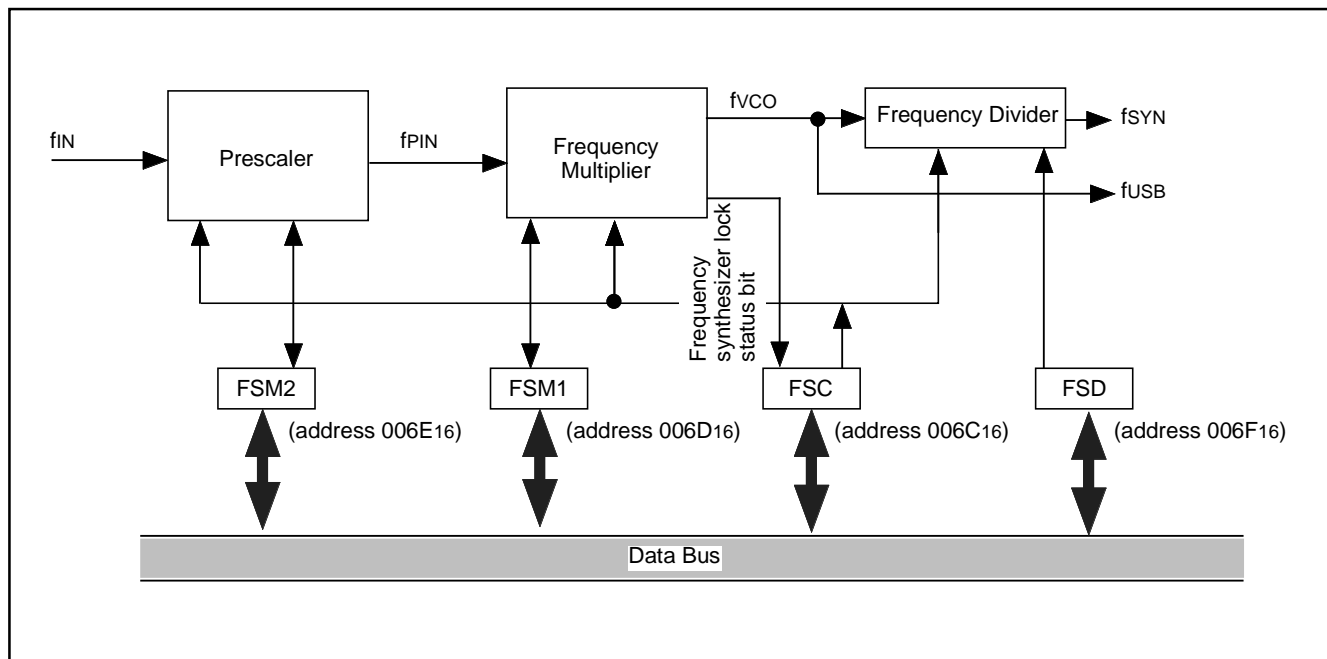 fVCO
Frequency Divider
fSYN
fIN
Prescaler
fPIN
Frequency
Multiplier
fUSB
Frequency
synthesizer lock
status bit
FSM2
FSM1
FSC
FSD
(address 006E16)
(address 006D16)
(address 006C16)
(address 006F16)
Data Bus